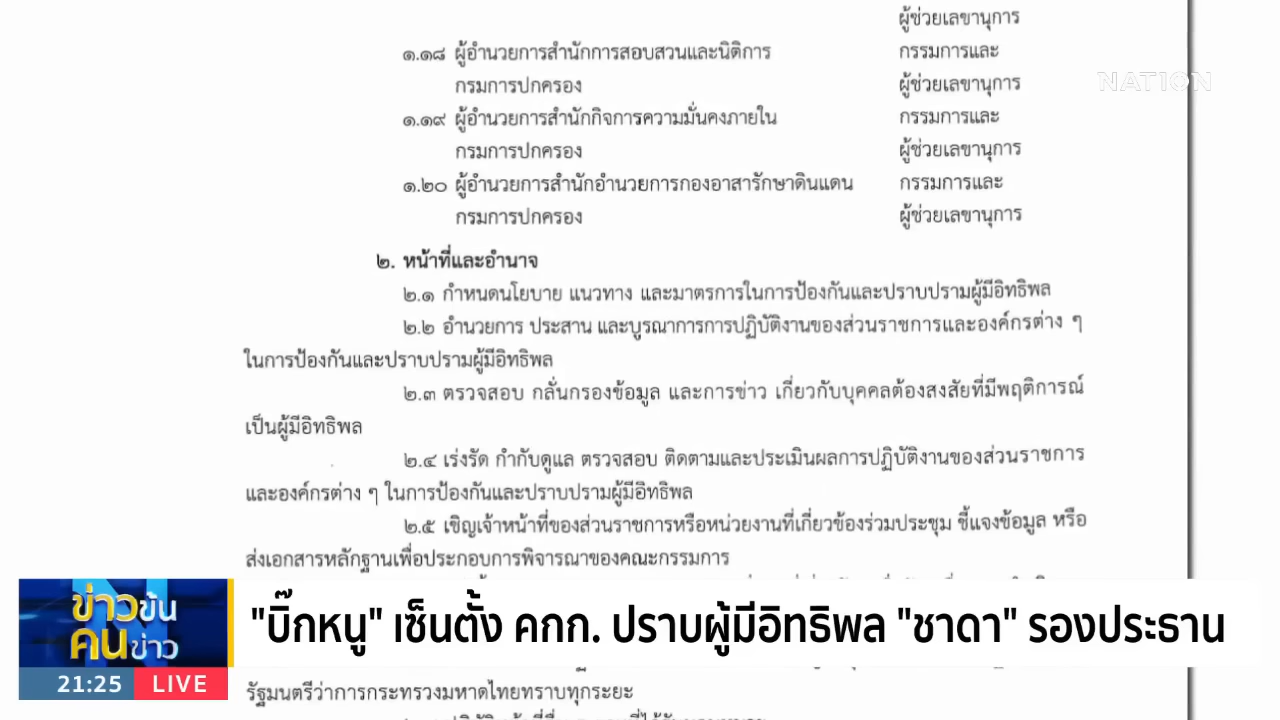 ผู้ช่วยเลขานุการ
๑.๑๘ ผู้อำนวยการสำนักการสอบสวนและนิติการ กรรมการและ
กรมการปกครอง ผู้ช่วยเลขานุการ
๑.๑๙ ผู้อำนวยการสำนักกิจการความมั่นคงภายใน กรรมการและ
กรมการปกครอง ผู้ช่วยเลขานุการ
๑.๒๐ ผู้อำนวยการสำนักอำนวยการกองอาสารักษาดินแดน กรรมการและ
กรมการปกครอง ผู้ช่วยเลขานุการ
NATION
๒. หน้าที่และอำนาจ
๒.๑ กำหนดนโยบาย แนวทาง และมาตรการในการป้องกันและปราบปรามผู้มีอิทธิพล
๒.๒ อำนวยการ ประสาน และบูรณาการการปฏิบัติงานของส่วนราชการและองค์กรต่าง ๆ
ในการป้องกันและปราบปรามผู้มีอิทธิพล
๒.๓ ตรวจสอบ กลั่นกรองข้อมูล และการข่าว เกี่ยวกับบุคคลต้องสงสัยที่มีพฤติการณ์
เป็นผู้มีอิทธิพล
๒.๔ เร่งรัด กำกับดูแล ตรวจสอบ ติดตามและประเมินผลการปฏิบัติงานของส่วนราชการ
และองค์กรต่าง ๆ ในการป้องกันและปราบปรามผู้มีอิทธิพล
๒.๕ เชิญเจ้าหน้าที่ของส่วนราชการหรือหน่วยงานที่เกี่ยวข้องร่วมประชุม ชี้แจงข้อมูล หรือ
ส่งเอกสารหลักฐานเพื่อประกอบการพิจารณาของคณะกรรมการ
ข่าวข้น
คนข่าว
"บิ๊กหนู" เซ็นตั้ง คกก. ปราบผู้มีอิทธิพล "ชาดา" รองประธาน
21:25 LIVE
รัฐมนตรีว่าการกระทรวงมหาดไทยทราบทุกระยะ